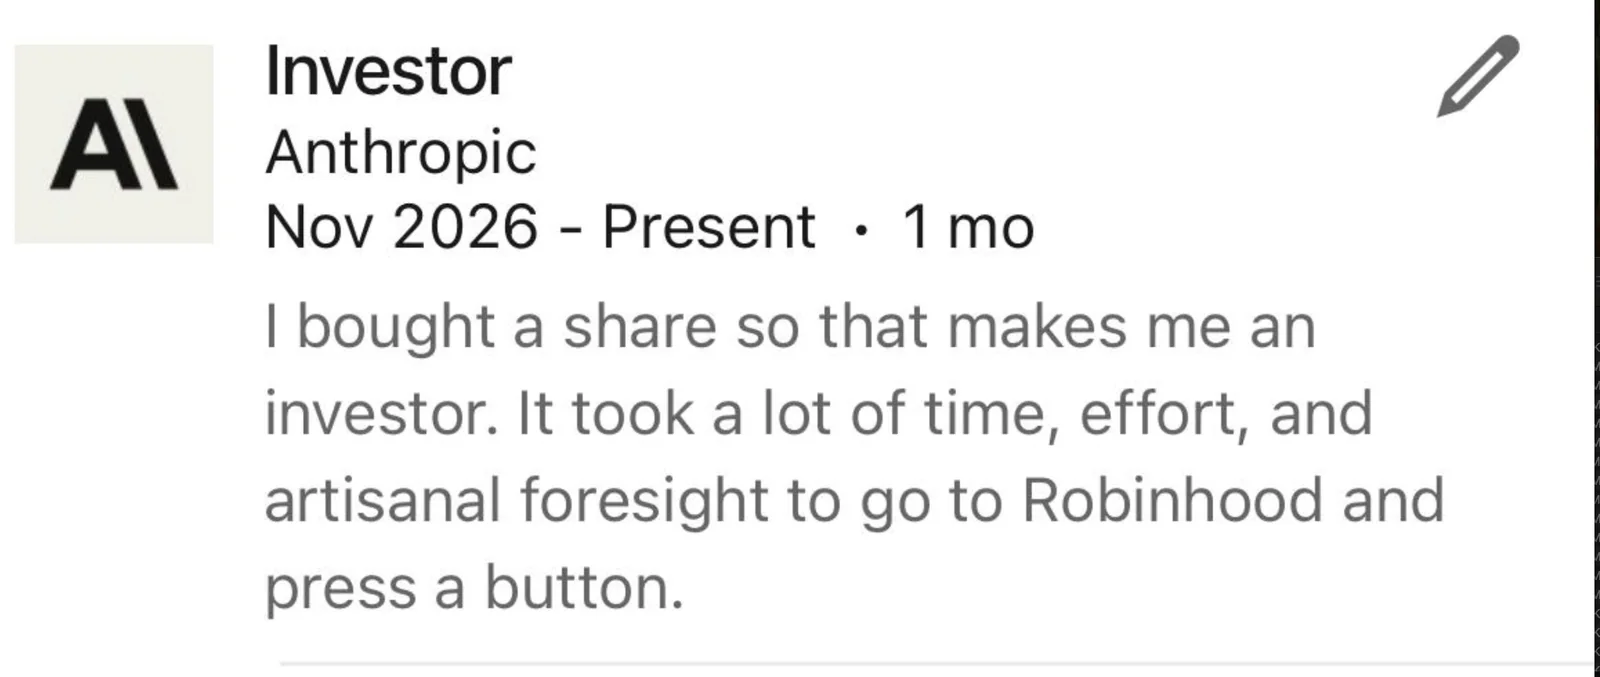 Investor
Anthropic
Nov 2026 - Present · 1 mo
I bought a share so that makes me an
investor. It took a lot of time, effort, and
artisanal foresight to go to Robinhood and
press a button.